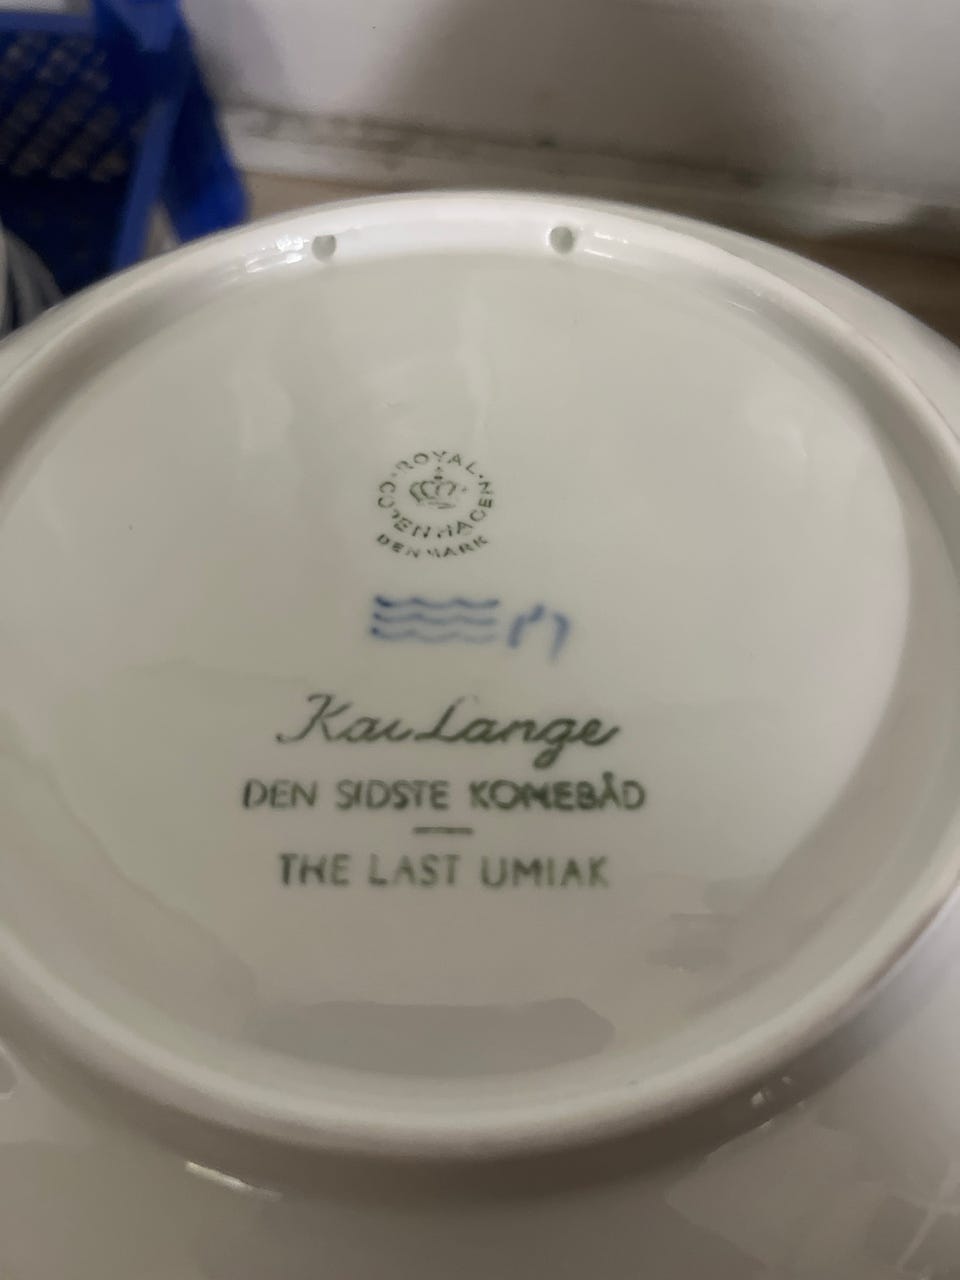 ROYAL
COPENHAGEN
DENMARK
Kai Lange
DEN SIDSTE KONEBÅD
THE LAST UMIAK